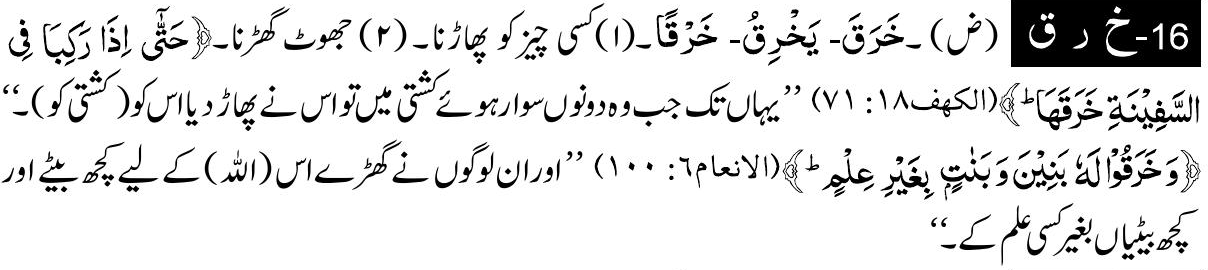 16- خ ر ق (ض)۔ خَرَقَ۔ یَخْرِقُ۔ خَرْقًا۔ (۱) کسی چیز کو پھاڑنا۔ (۲) جھوٹ گھڑنا۔ ﴿حَتّٰٓی اِذَا رَکِبَا فِی
السَّفِیْنَةِ خَرَقَهَا ؕ﴾ (الکھف۱۸: ۷۱) ’’یہاں تک جب وہ دونوں سوار ہوئے کشتی میں تو اس نے پھاڑ دیا اس کو (کشتی کو)۔‘‘
﴿وَ خَرَقُوْا لَهٗ بَنِیْنَ وَ بَنٰتٍۭ بِغَیْرِ عِلْمٍ ؕ﴾ (الانعام۶: ۱۰۰) ’’اور ان لوگوں نے گھڑے اس (اللہ) کے لیے کچھ بیٹے اور
کچھ بیٹیاں بغیر کسی علم کے۔‘‘